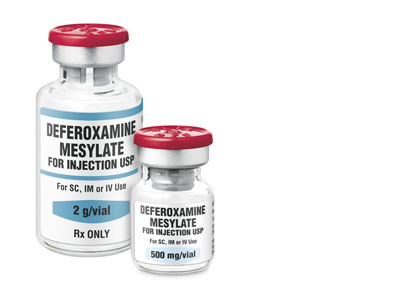 DEFEROXAMINE
MESYLATE
FOR INJECTION USP
For SC, IM or IV Use
2 g/vial
Rx ONLY
DEFEROXAMINE
MESYLATE
FOR INJECTION USP
For SC, IM or IV Use
500 mg/vial